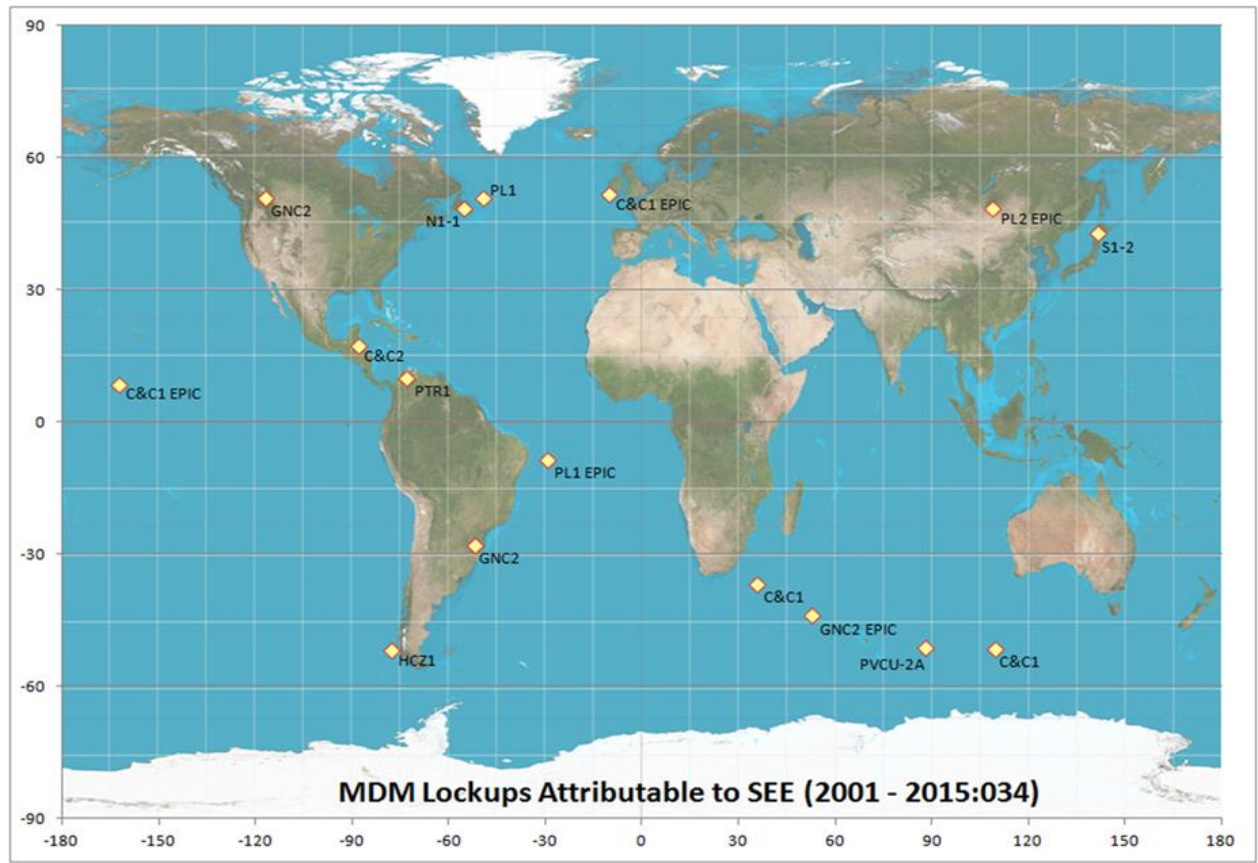 90
60
30
0
-30
-60
-90
-180
-150
-120
-90
-60
-30
0
30
60
90
120
150
180
GNC2
N1-1
PL1
C&C1 EPIC
PL2 EPIC
S1-2
C&C2
PTR1
C&C1 EPIC
PL1 EPIC
GNC2
C&C1
GNC2 EPIC
HCZ1
PVCU-2A
C&C1
MDM Lockups Attributable to SEE (2001 - 2015:034)